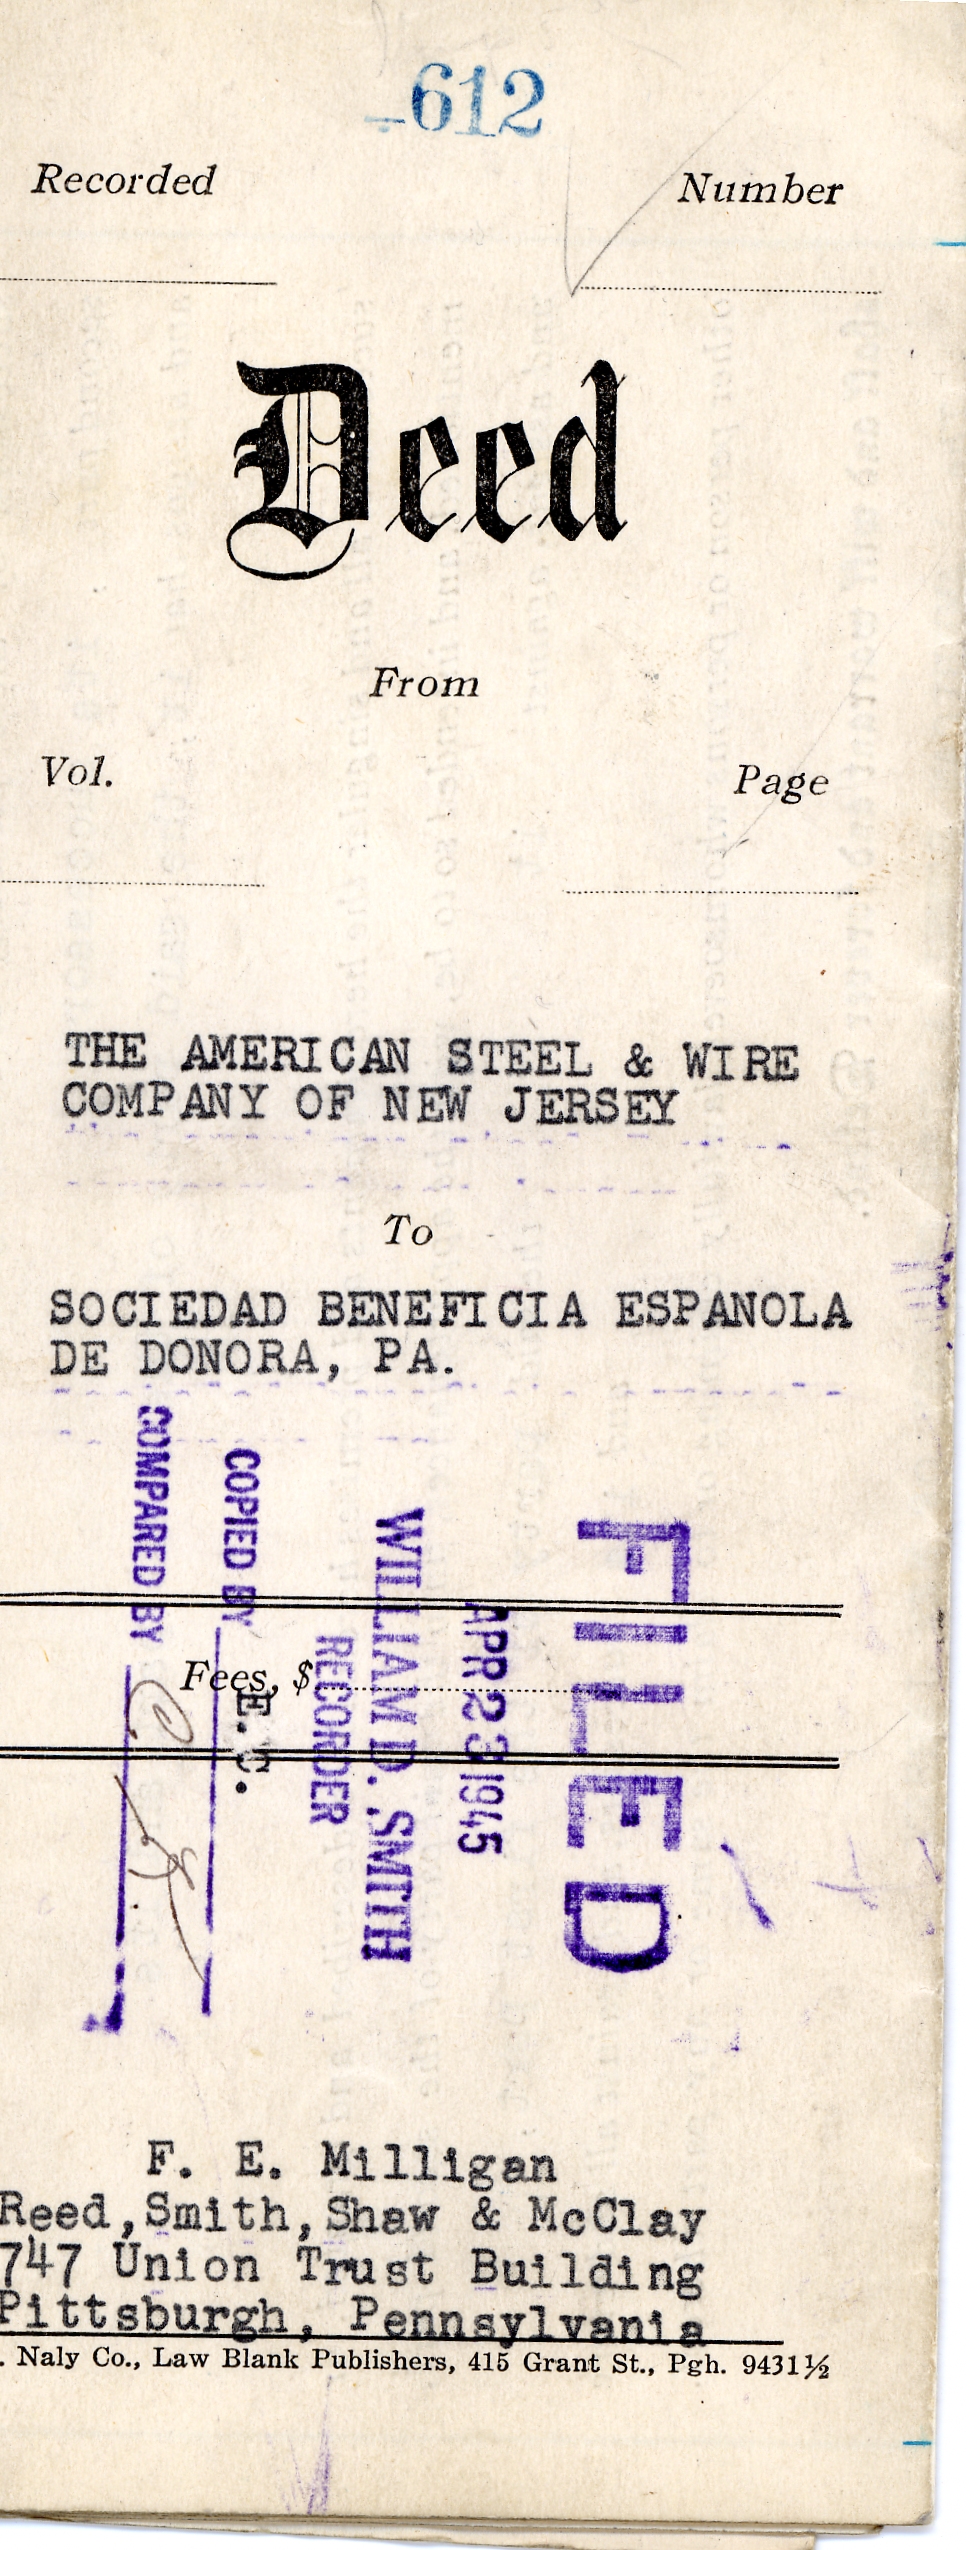 612
Recorded Number
Deed
From
Vol. Page
THE AMERICAN STEEL & WIRE
COMPANY OF NEW JERSEY
To
SOCIEDAD BENEFICIA ESPANOLA
DE DONORA, PA.
FILED
APR 23 1945
WILLIAM D. SMITH
RECORDER
COPIED BY E.C.
COMPARED BY
Fees, $
F. E. Milligan
Reed, Smith, Shaw & McClay
747 Union Trust Building
Pittsburgh, Pennsylvania
. Naly Co., Law Blank Publishers, 415 Grant St., Pgh. 9431½